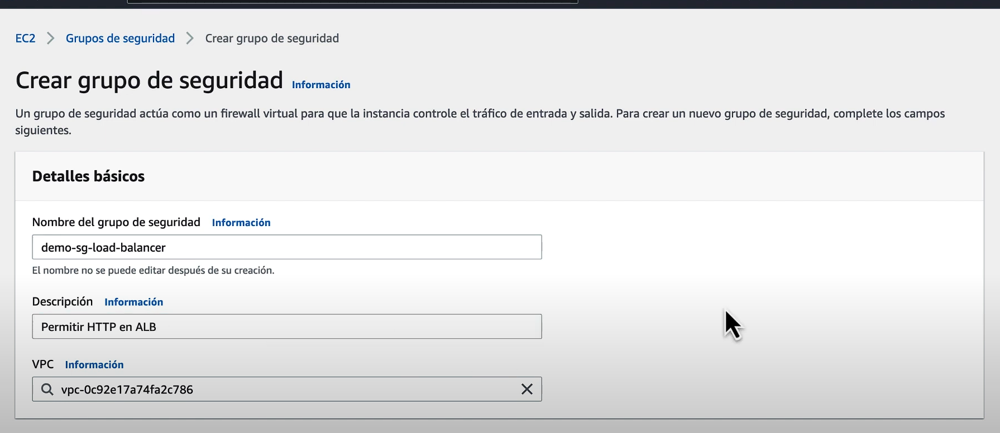 EC2 > Grupos de seguridad > Crear grupo de seguridad
Crear grupo de seguridad Información
Un grupo de seguridad actúa como un firewall virtual para que la instancia controle el tráfico de entrada y salida. Para crear un nuevo grupo de seguridad, complete los campos
siguientes.
Detalles básicos
Nombre del grupo de seguridad Información
demo-sg-load-balancer
El nombre no se puede editar después de su creación.
Descripción Información
Permitir HTTP en ALB
VPC Información
vpc-0c92e17a74fa2c786